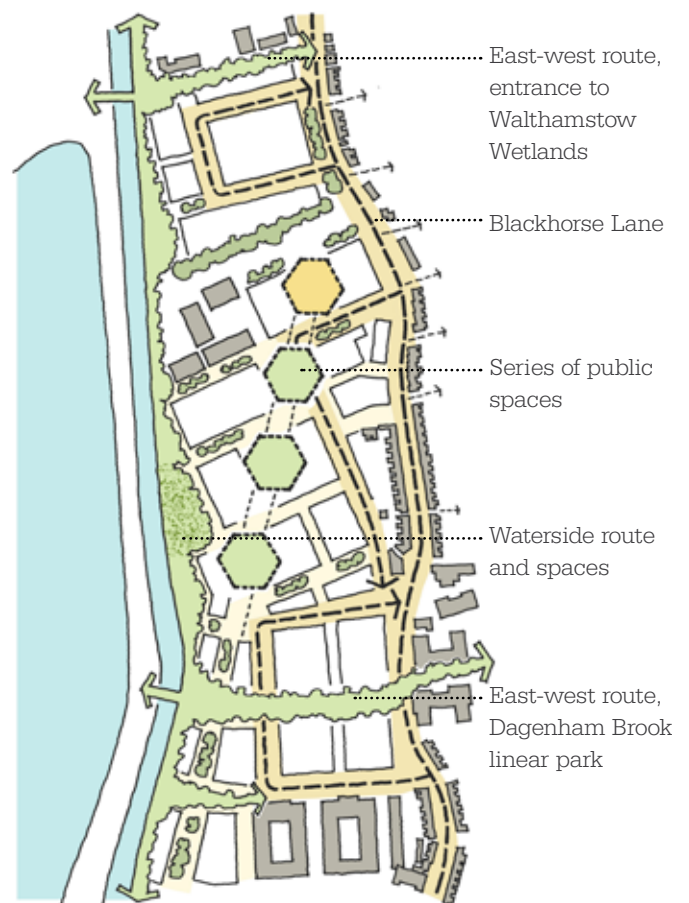 East-west route,
entrance to
Walthamstow
Wetlands
Blackhorse Lane
Series of public
spaces
Waterside route
and spaces
East-west route,
Dagenham Brook
linear park